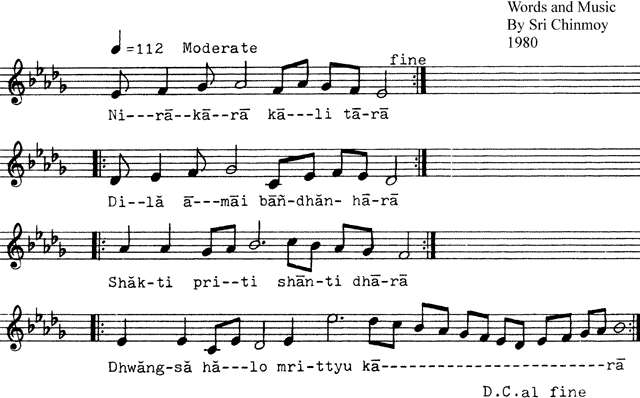 Words and Music
By Sri Chinmoy
1980
=112 Moderate
fine
Ni---rā--kā--rā kā--li tā-rā
Di--lă ā---māi bāñ-dhăn- hā-rā
Shăk-ti pri--ti shān-ti dhā-rā
Dhwăng-să hă---lo mri-ttyu kā-----------------------rā
D.C.al fine